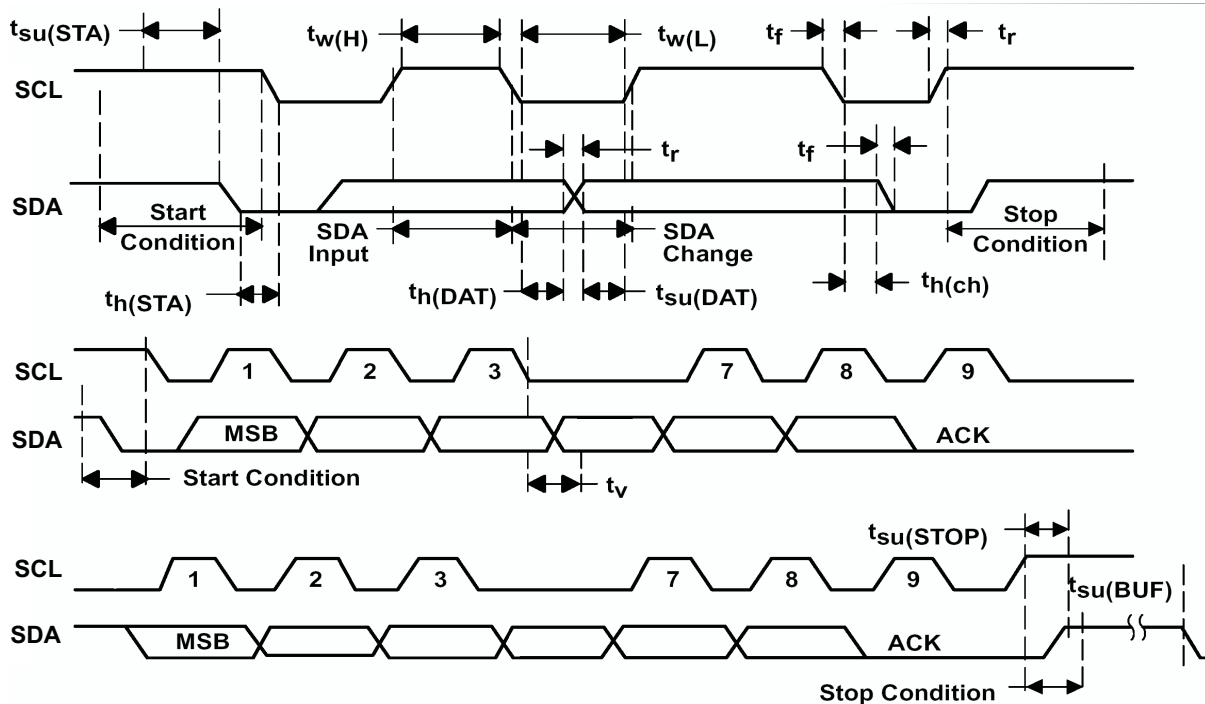 tsu(STA)
tw(H)
tw(L)
tf
tr
SCL
tr
tf
SDA
Start
Condition
SDA
Input
SDA
Change
Stop
Condition
th(STA)
th(DAT)
tsu(DAT)
th(ch)
SCL
1
2
3
7
8
9
SDA
MSB
ACK
Start Condition
tv
tsu(STOP)
SCL
1
2
3
7
8
9
tsu(BUF)
SDA
MSB
ACK
Stop Condition